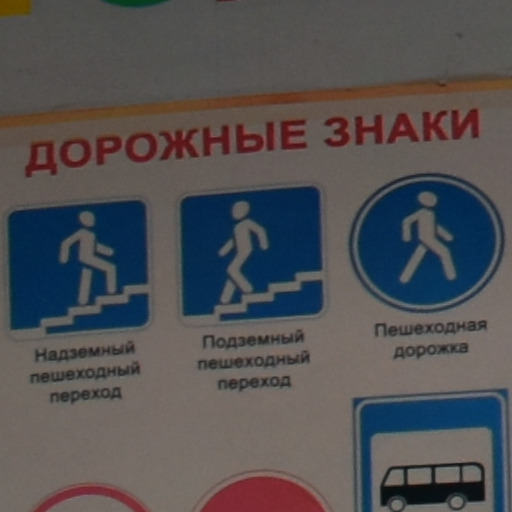 ДОРОЖНЫЕ ЗНАКИ
Надземный
пешеходный
переход
Подземный
пешеходный
переход
Пешеходная
дорожка